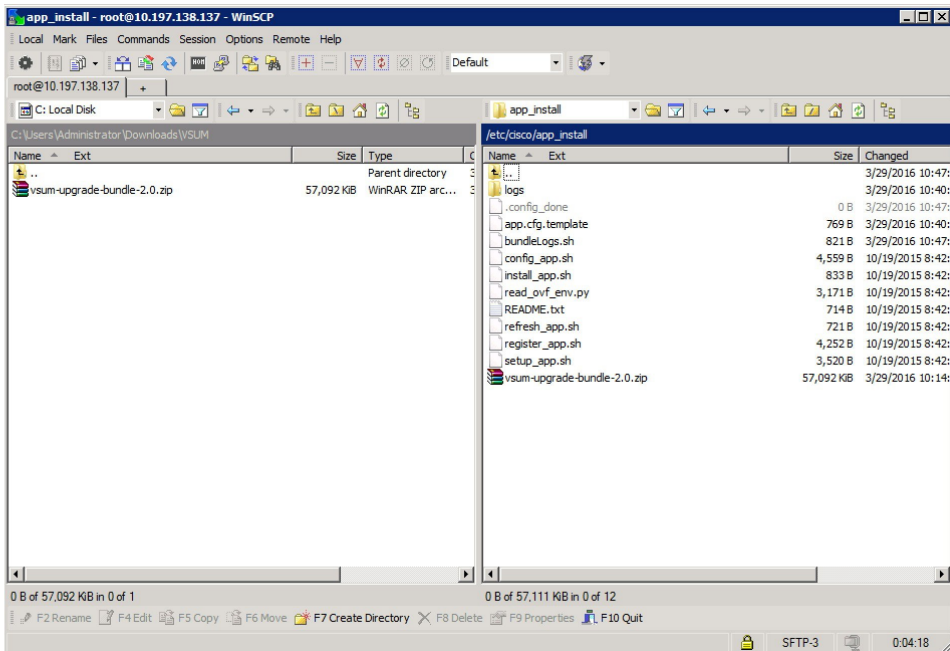 app_install - root@10.197.138.137 - WinSCP
Local Mark Files Commands Session Options Remote Help
Default
root@10.197.138.137 +
C: Local Disk
app_install
C:\Users\Administrator\Downloads\VSUM
/etc/cisco/app_install
Name Ext Size Type C
Name Ext Size Changed
.. Parent directory 3
vsum-upgrade-bundle-2.0.zip 57,092 KiB WinRAR ZIP arc... 3
.. 3/29/2016 10:47:
logs 3/29/2016 10:40:
.config_done 0 B 3/29/2016 10:47:
app.cfg.template 769 B 3/29/2016 10:40:
bundleLogs.sh 821 B 3/29/2016 10:47:
config_app.sh 4,559 B 10/19/2015 8:42:
install_app.sh 833 B 10/19/2015 8:42:
read_ovf_env.py 3,171 B 10/19/2015 8:42:
README.txt 714 B 10/19/2015 8:42:
refresh_app.sh 721 B 10/19/2015 8:42:
register_app.sh 4,252 B 10/19/2015 8:42:
setup_app.sh 3,520 B 10/19/2015 8:42:
vsum-upgrade-bundle-2.0.zip 57,092 KiB 3/29/2016 10:14:
0 B of 57,092 KiB in 0 of 1
0 B of 57,111 KiB in 0 of 12
F2 Rename F4 Edit F5 Copy F6 Move F7 Create Directory F8 Delete F9 Properties F10 Quit
SFTP-3 0:04:18